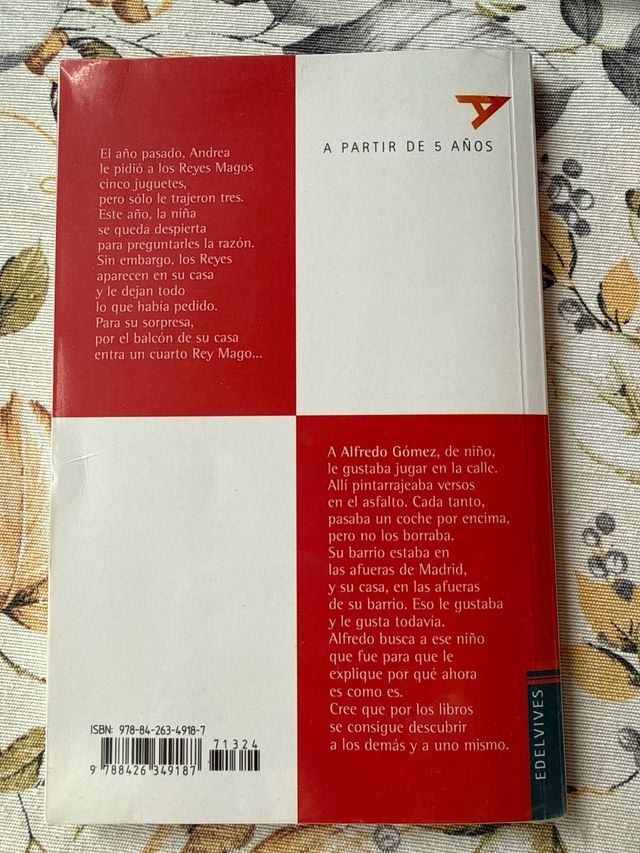 A PARTIR DE 5 AÑOS
El año pasado, Andrea
le pidió a los Reyes Magos
cinco juguetes,
pero sólo le trajeron tres.
Este año, la niña
se queda despierta
para preguntarles la razón.
Sin embargo, los Reyes
aparecen en su casa
y le dejan todo
lo que había pedido.
Para su sorpresa,
por el balcón de su casa
entra un cuarto Rey Mago...
A Alfredo Gómez, de niño,
le gustaba jugar en la calle.
Allí pintarrajeaba versos
en el asfalto. Cada tanto,
pasaba un coche por encima,
pero no los borraba.
Su barrio estaba en
las afueras de Madrid,
y su casa, en las afueras
de su barrio. Eso le gustaba
y le gusta todavía.
Alfredo busca a ese niño
que fue para que le
explique por qué ahora
es como es.
Cree que por los libros
se consigue descubrir
a los demás y a uno mismo.
ISBN: 978-84-263-4918-7
71324
9 788426 349187
EDELVIVES